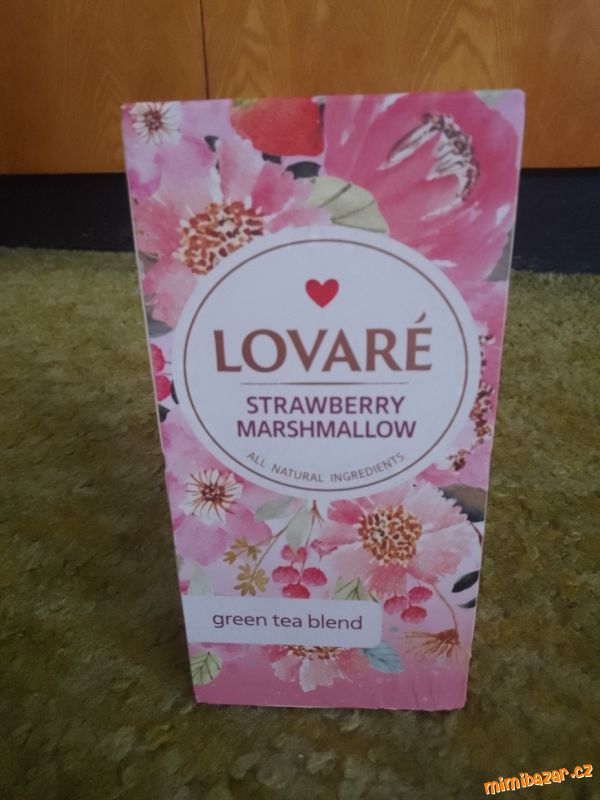 LOVARÉ
STRAWBERRY
MARSHMALLOW
ALL NATURAL INGREDIENTS
green tea blend
mimibazar.cz